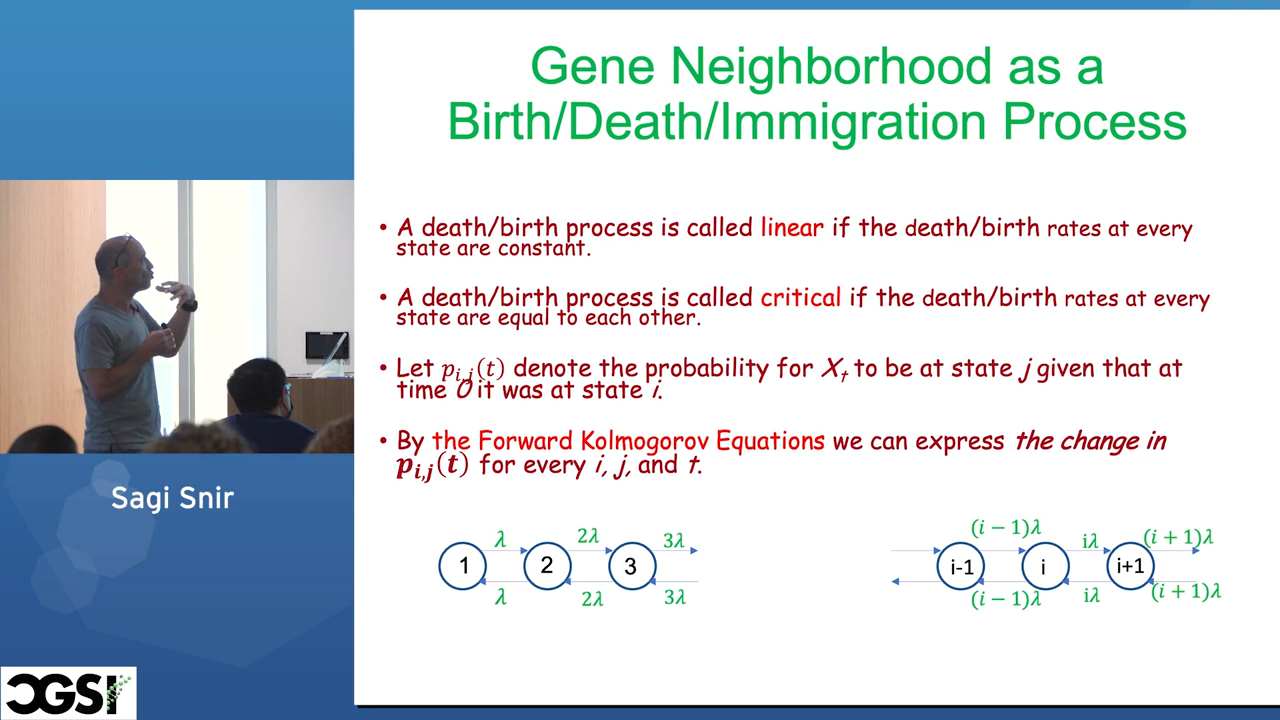 Gene Neighborhood as a
Birth/Death/Immigration Process
• A death/birth process is called linear if the death/birth rates at every
state are constant.
• A death/birth process is called critical if the death/birth rates at every
state are equal to each other.
• Let p_{i,j}(t) denote the probability for X_t to be at state j given that at
time 0 it was at state i.
• By the Forward Kolmogorov Equations we can express the change in
p_{i,j}(t) for every i, j, and t.
λ 2λ 3λ
1 2 3
λ 2λ 3λ
(i − 1)λ iλ (i + 1)λ
i-1 i i+1
(i − 1)λ iλ (i + 1)λ
Sagi Snir
CGSI